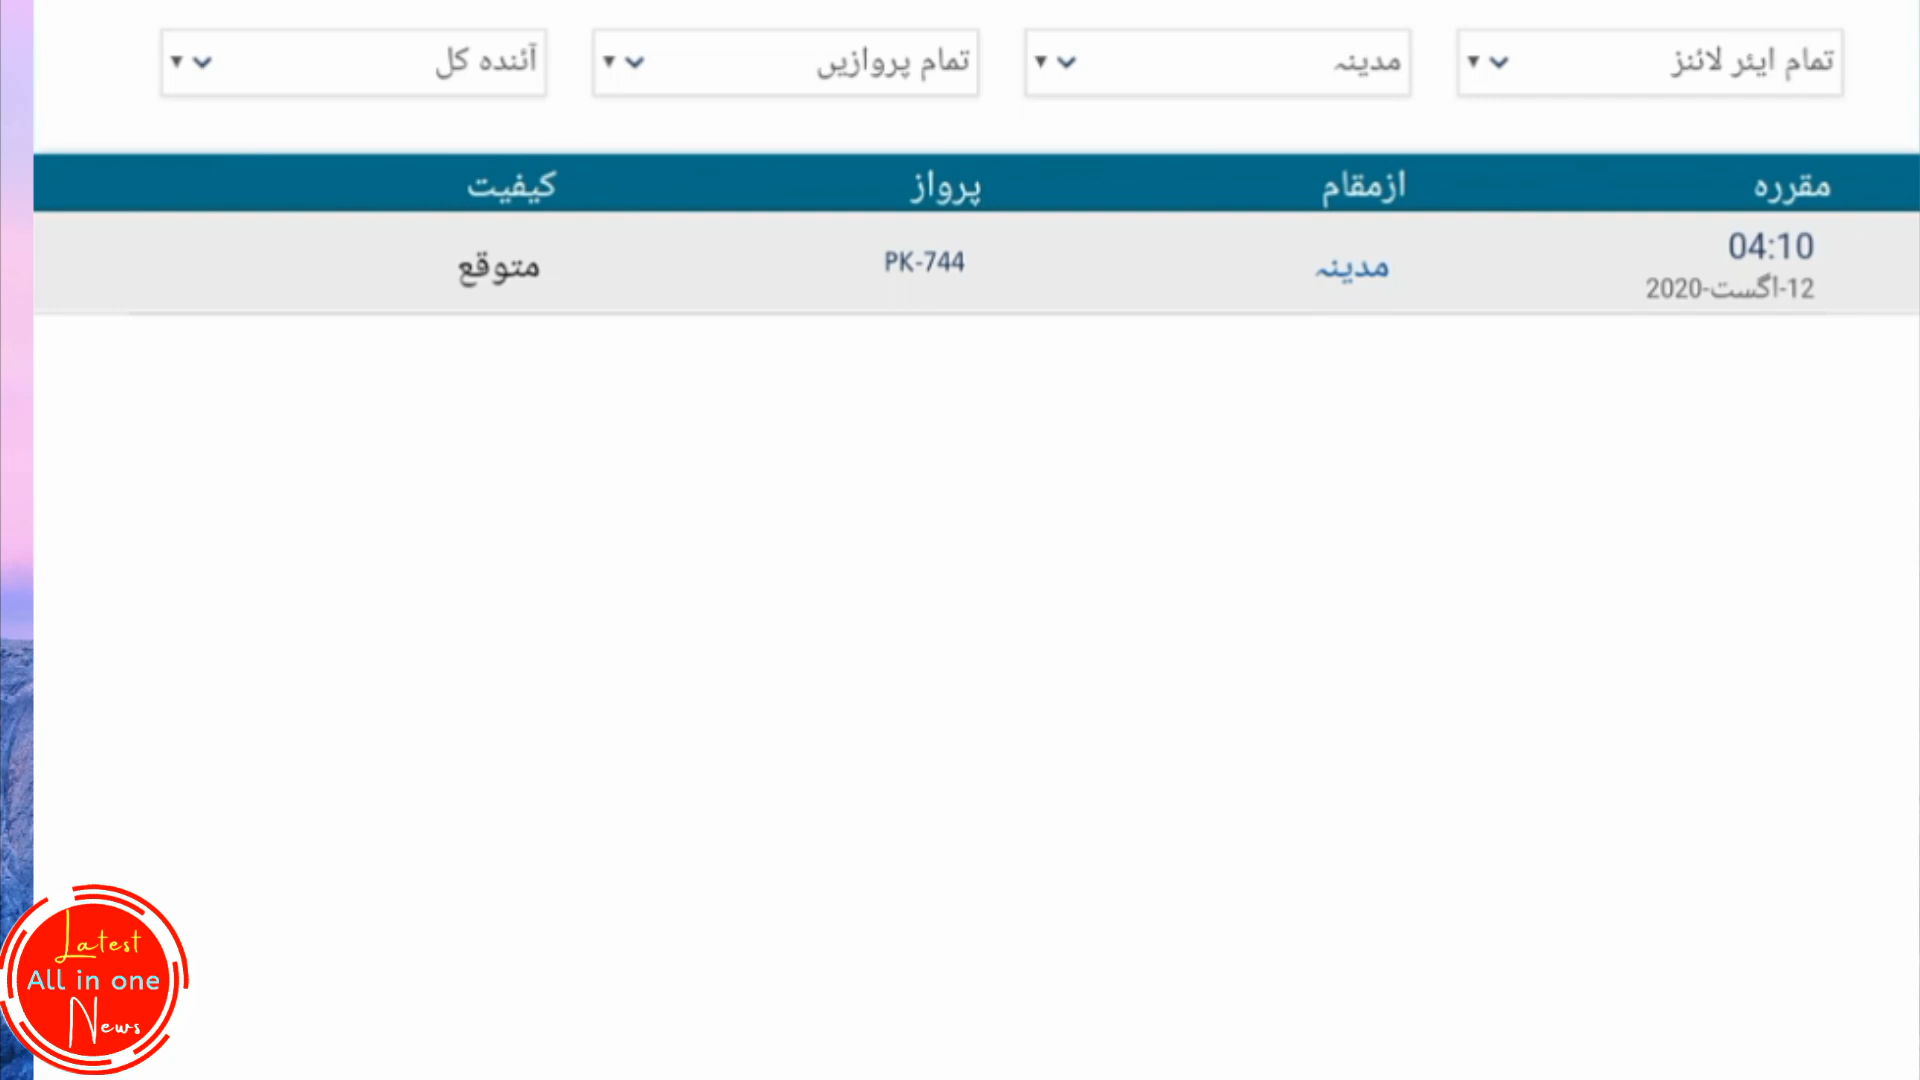 تمام ایئر لائنز
مدینہ
تمام پروازیں
آئندہ کل
مقررہ ازمقام پرواز کیفیت
04:10 مدینہ PK-744 متوقع
12-اگست-2020
Latest
All in one
News